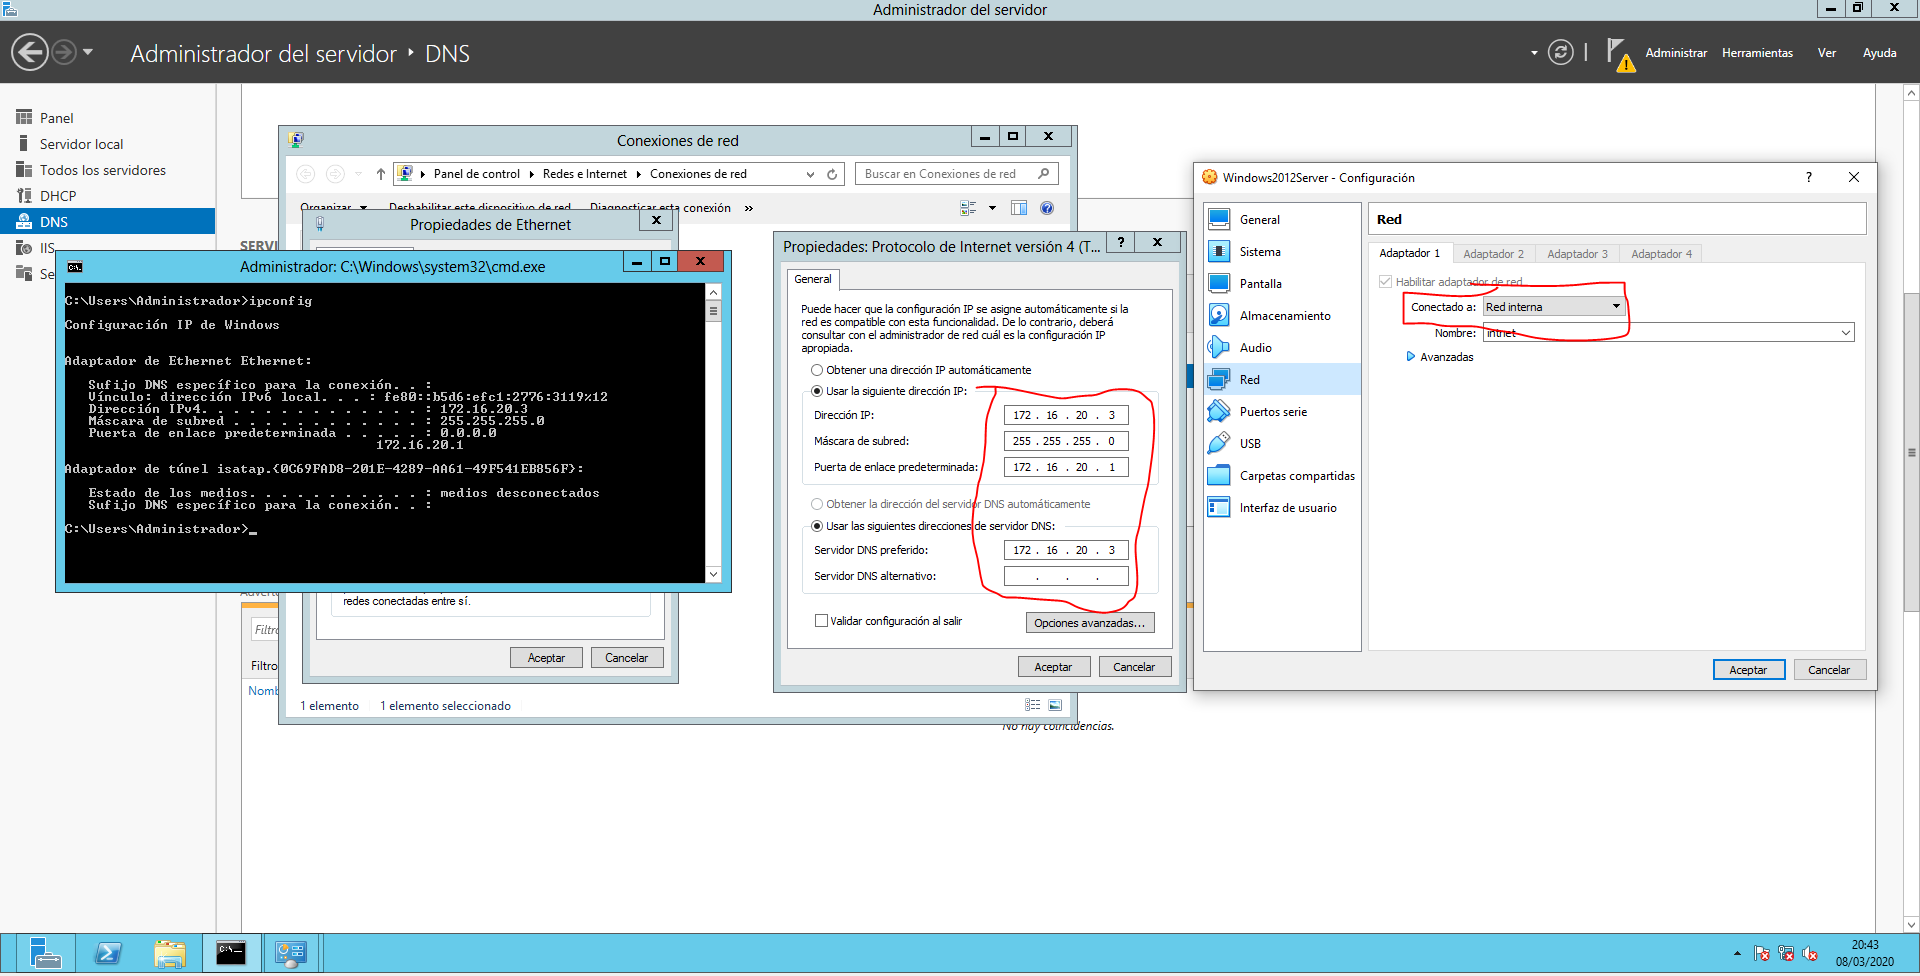 Administrador del servidor
Administrador del servidor ‣ DNS
Administrar Herramientas Ver Ayuda
Panel
Servidor local
Todos los servidores
DHCP
DNS
IIS
Se
SERVI
Filtro
Filtro
Nomb
No hay coincidencias.
Conexiones de red
Panel de control ▸ Redes e Internet ▸ Conexiones de red
Buscar en Conexiones de red
Organizar Deshabilitar este dispositivo de red Diagnosticar esta conexión »
Propiedades de Ethernet
redes conectadas entre sí.
Aceptar Cancelar
1 elemento 1 elemento seleccionado
Administrador: C:\Windows\system32\cmd.exe
C:\Users\Administrador>ipconfig
Configuración IP de Windows
Adaptador de Ethernet Ethernet:
Sufijo DNS específico para la conexión. . :
Vínculo: dirección IPv6 local. . . : fe80::b5d6:efc1:2776:3119%12
Dirección IPv4. . . . . . . . . . . . . . : 172.16.20.3
Máscara de subred . . . . . . . . . . . . : 255.255.255.0
Puerta de enlace predeterminada . . . . . : 0.0.0.0
172.16.20.1
Adaptador de túnel isatap.{0C69FAD8-201E-4289-AA61-49F541EB856F}:
Estado de los medios. . . . . . . . . . . : medios desconectados
Sufijo DNS específico para la conexión. . :
C:\Users\Administrador>_
Propiedades: Protocolo de Internet versión 4 (T...
General
Puede hacer que la configuración IP se asigne automáticamente si la
red es compatible con esta funcionalidad. De lo contrario, deberá
consultar con el administrador de red cuál es la configuración IP
apropiada.
Obtener una dirección IP automáticamente
Usar la siguiente dirección IP:
Dirección IP: 172 . 16 . 20 . 3
Máscara de subred: 255 . 255 . 255 . 0
Puerta de enlace predeterminada: 172 . 16 . 20 . 1
Obtener la dirección del servidor DNS automáticamente
Usar las siguientes direcciones de servidor DNS:
Servidor DNS preferido: 172 . 16 . 20 . 3
Servidor DNS alternativo: . . .
Validar configuración al salir
Opciones avanzadas...
Aceptar Cancelar
Windows2012Server - Configuración
General
Sistema
Pantalla
Almacenamiento
Audio
Red
Puertos serie
USB
Carpetas compartidas
Interfaz de usuario
Red
Adaptador 1 Adaptador 2 Adaptador 3 Adaptador 4
Habilitar adaptador de red
Conectado a: Red interna
Nombre: intnet
Avanzadas
Aceptar Cancelar
20:43
08/03/2020